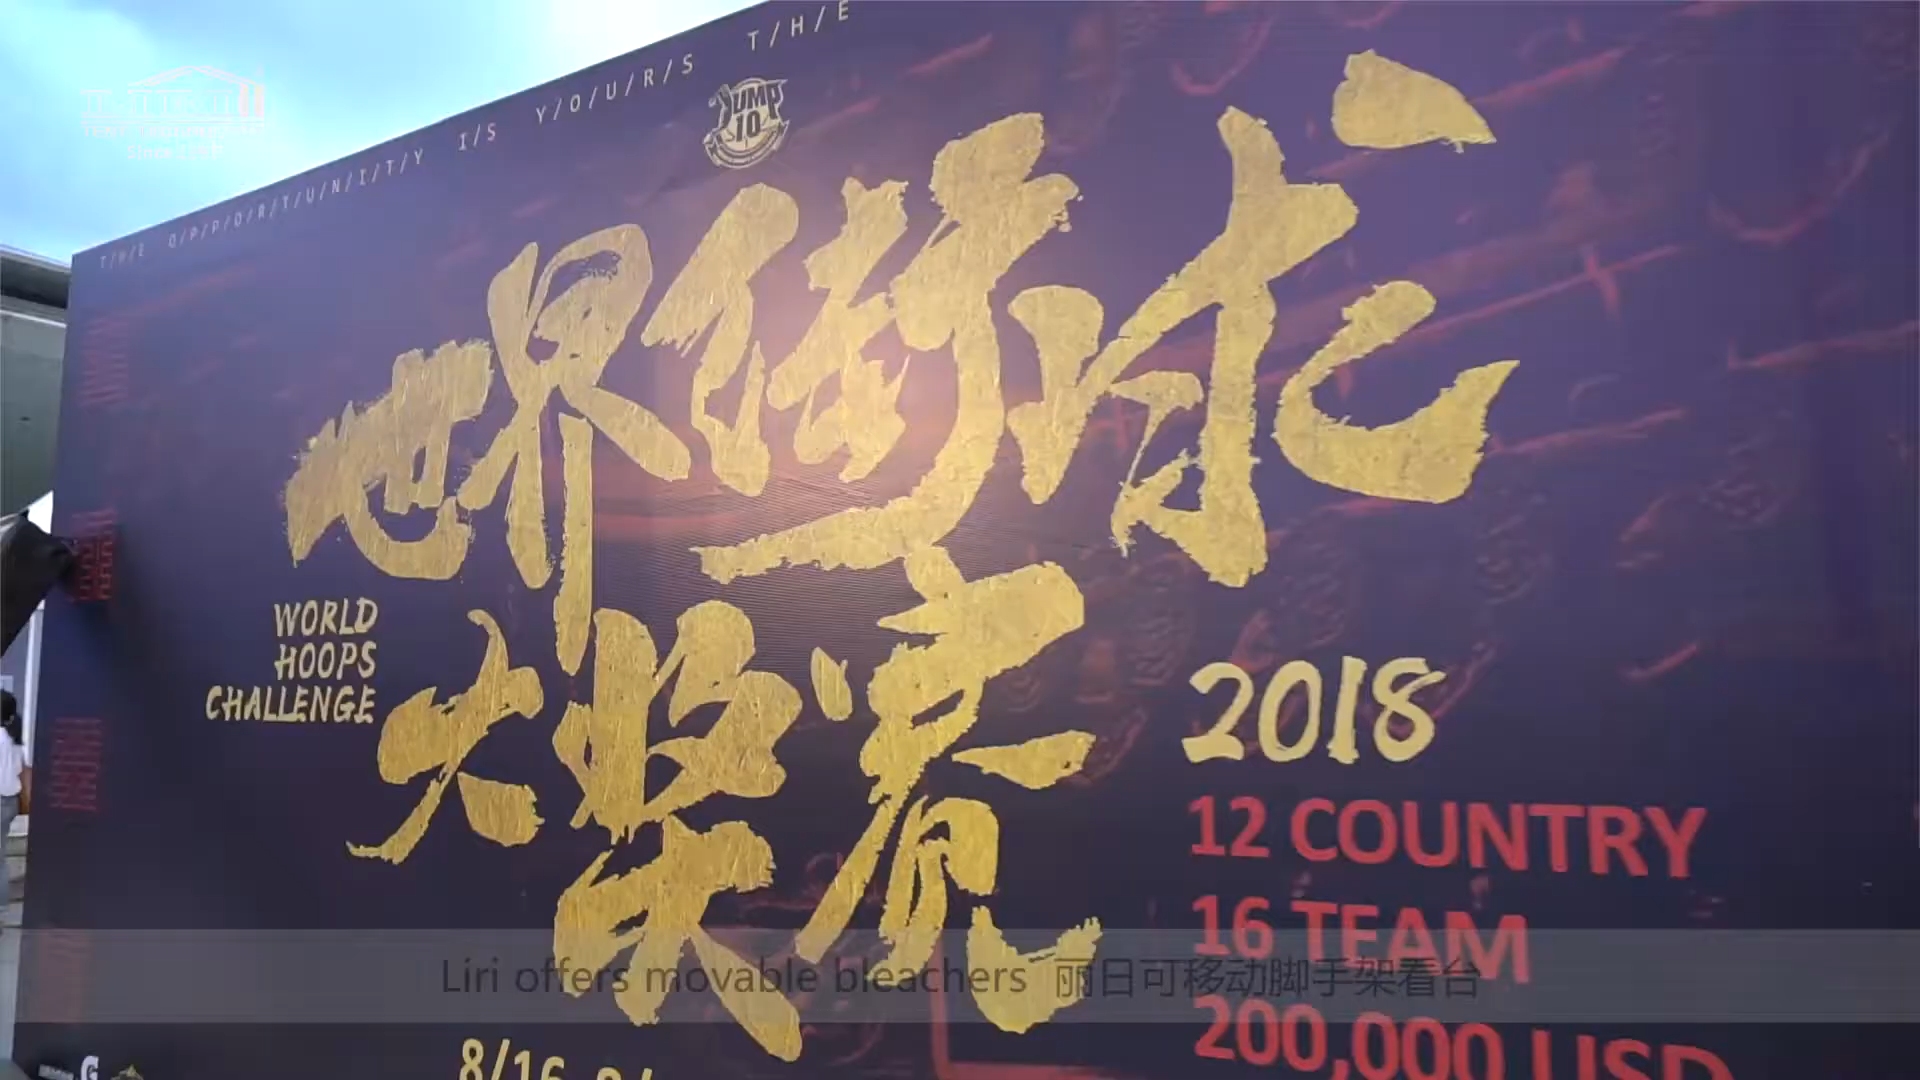 T/H/E O/P/P/O/R/T/U/N/I/T/Y I/S Y/O/U/R/S T/H/E
JUMP
10
世界街球
大奖赛
WORLD
HOOPS
CHALLENGE
2018
12 COUNTRY
16 TEAM
200,000 USD
Liri offers movable bleachers 丽日可移动脚手架看台